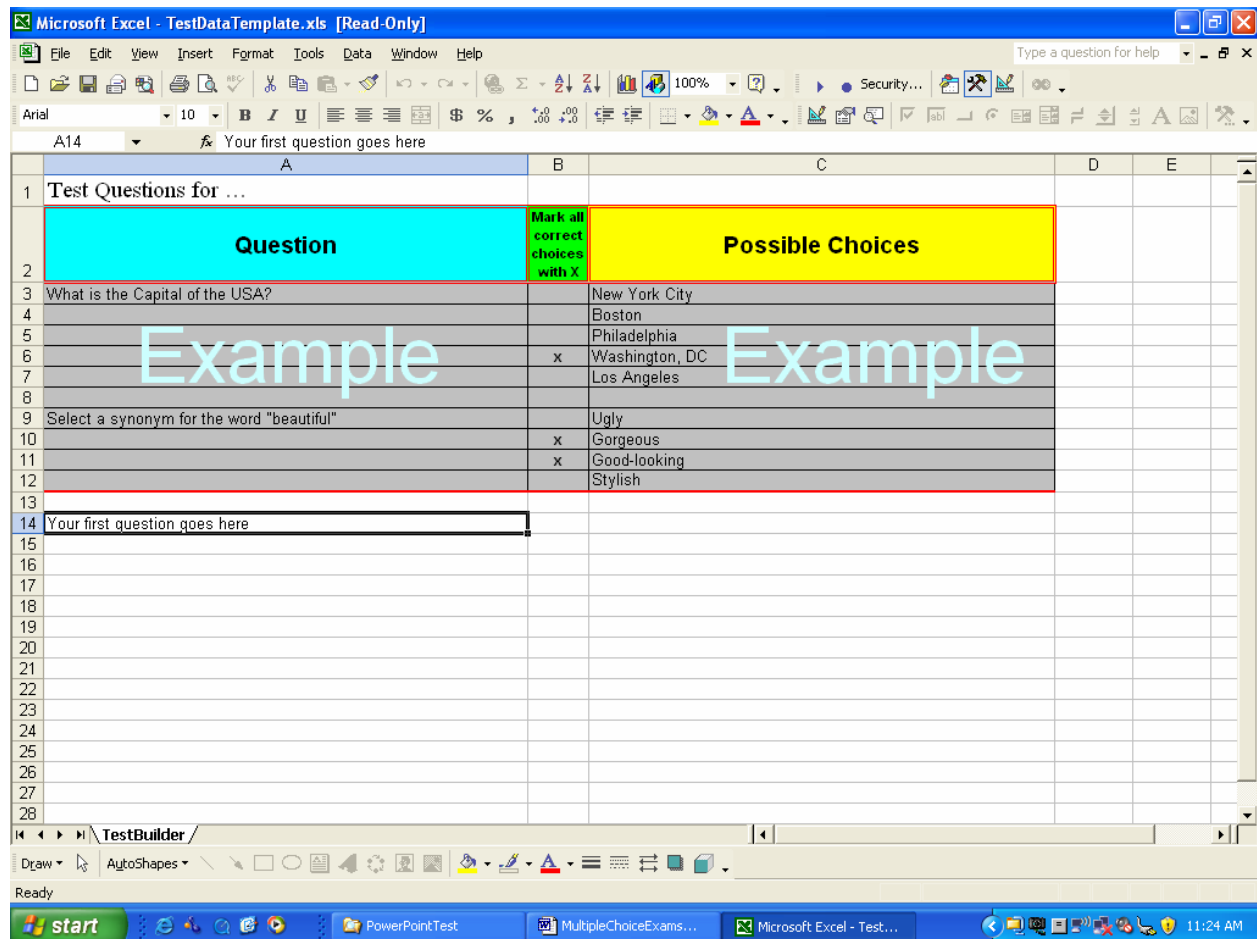 Microsoft Excel - TestDataTemplate.xls [Read-Only]
File Edit View Insert Format Tools Data Window Help Type a question for help
100% Security...
Arial 10 B I U $ % ,
A14 fx Your first question goes here
A B C D E
1 Test Questions for ...
2 Question Mark all correct choices with X Possible Choices
3 What is the Capital of the USA? New York City
4 Boston
5 Philadelphia
Example Example
6 x Washington, DC
7 Los Angeles
8
9 Select a synonym for the word "beautiful" Ugly
10 x Gorgeous
11 x Good-looking
12 Stylish
13
14 Your first question goes here
15
16
17
18
19
20
21
22
23
24
25
26
27
28
TestBuilder
Draw AutoShapes
Ready
start PowerPointTest MultipleChoiceExams... Microsoft Excel - Test... 11:24 AM